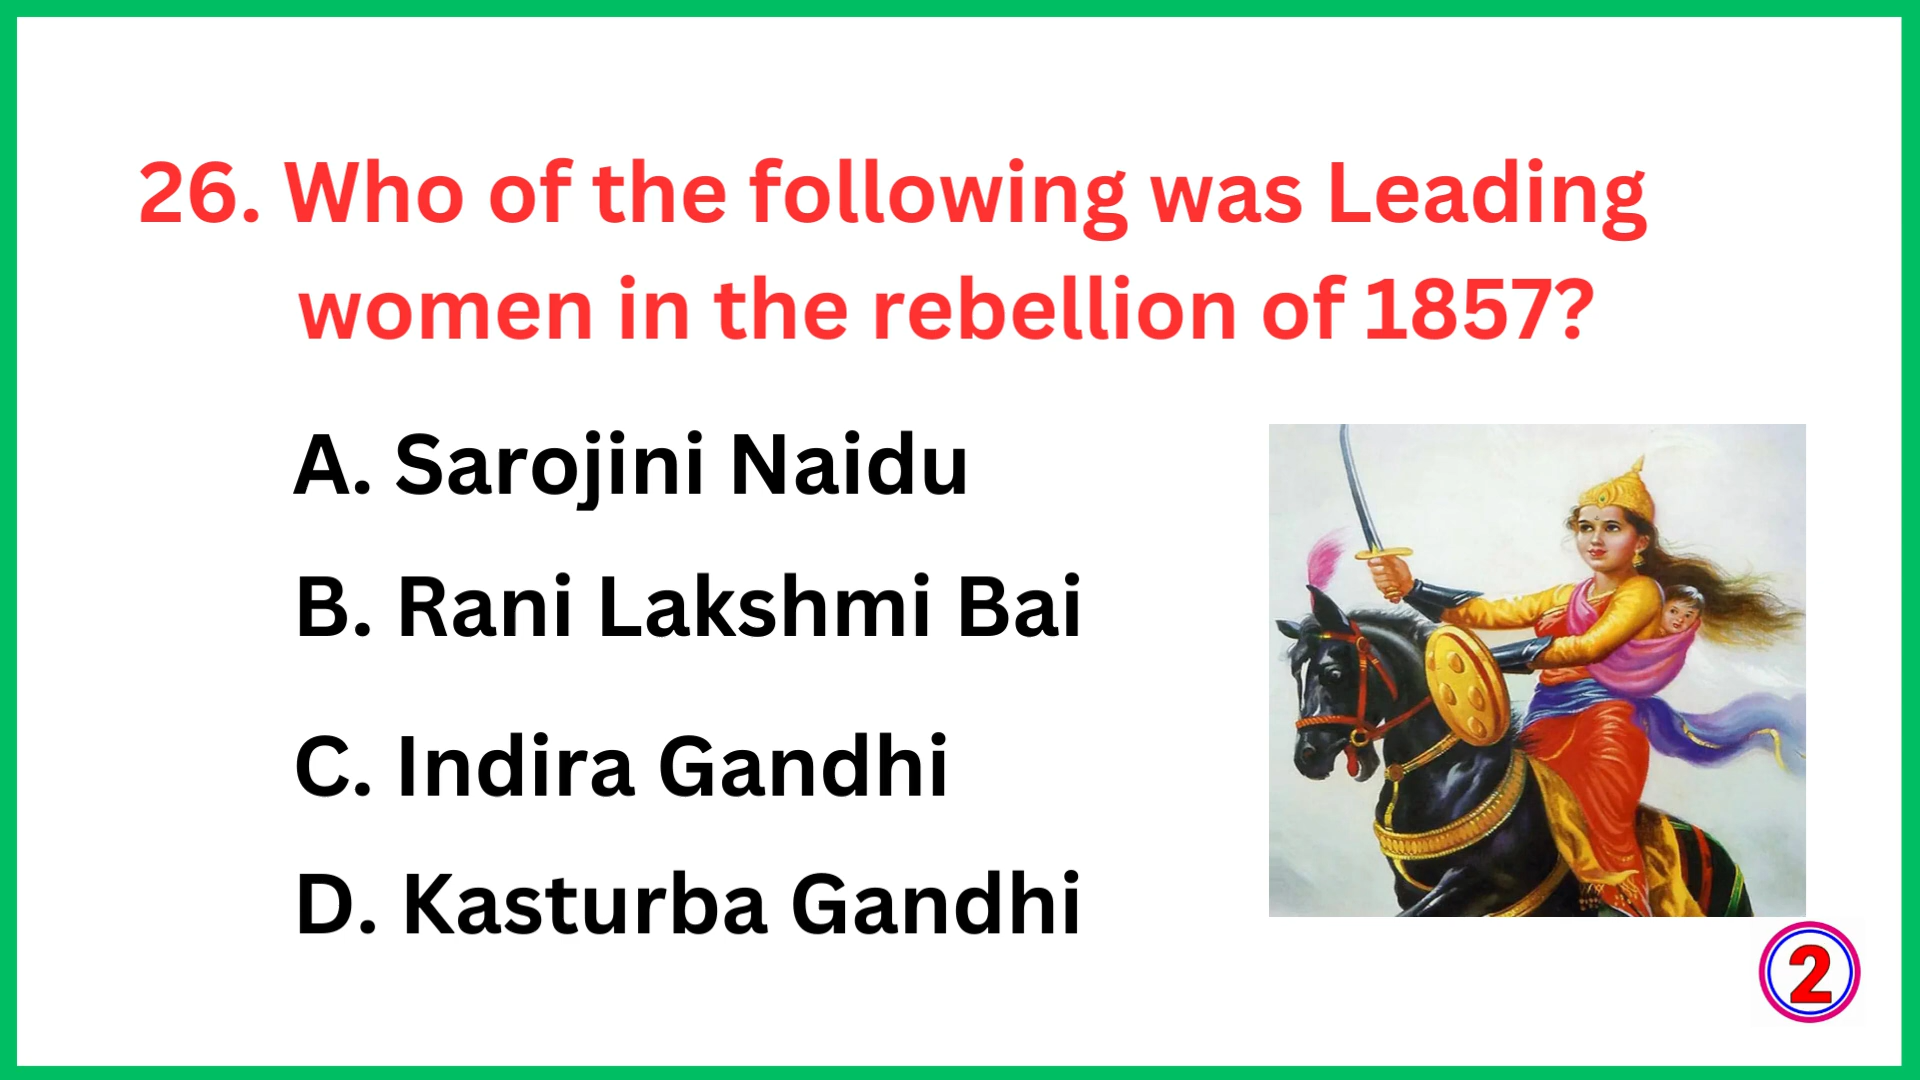 26. Who of the following was Leading
women in the rebellion of 1857?
A. Sarojini Naidu
B. Rani Lakshmi Bai
C. Indira Gandhi
D. Kasturba Gandhi
2